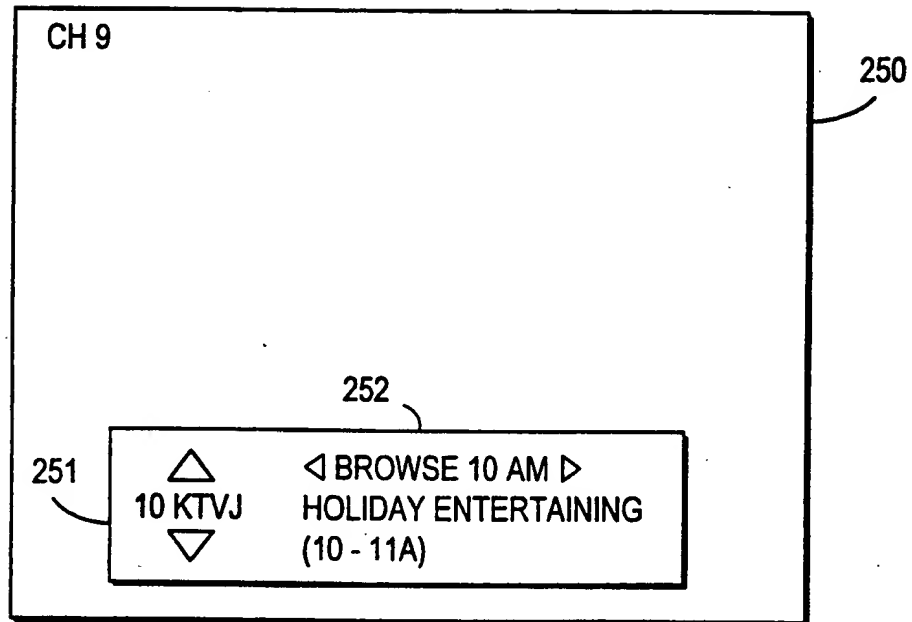 CH 9
250
252
251
◁ BROWSE 10 AM ▷
10 KTVJ HOLIDAY ENTERTAINING
(10 - 11A)